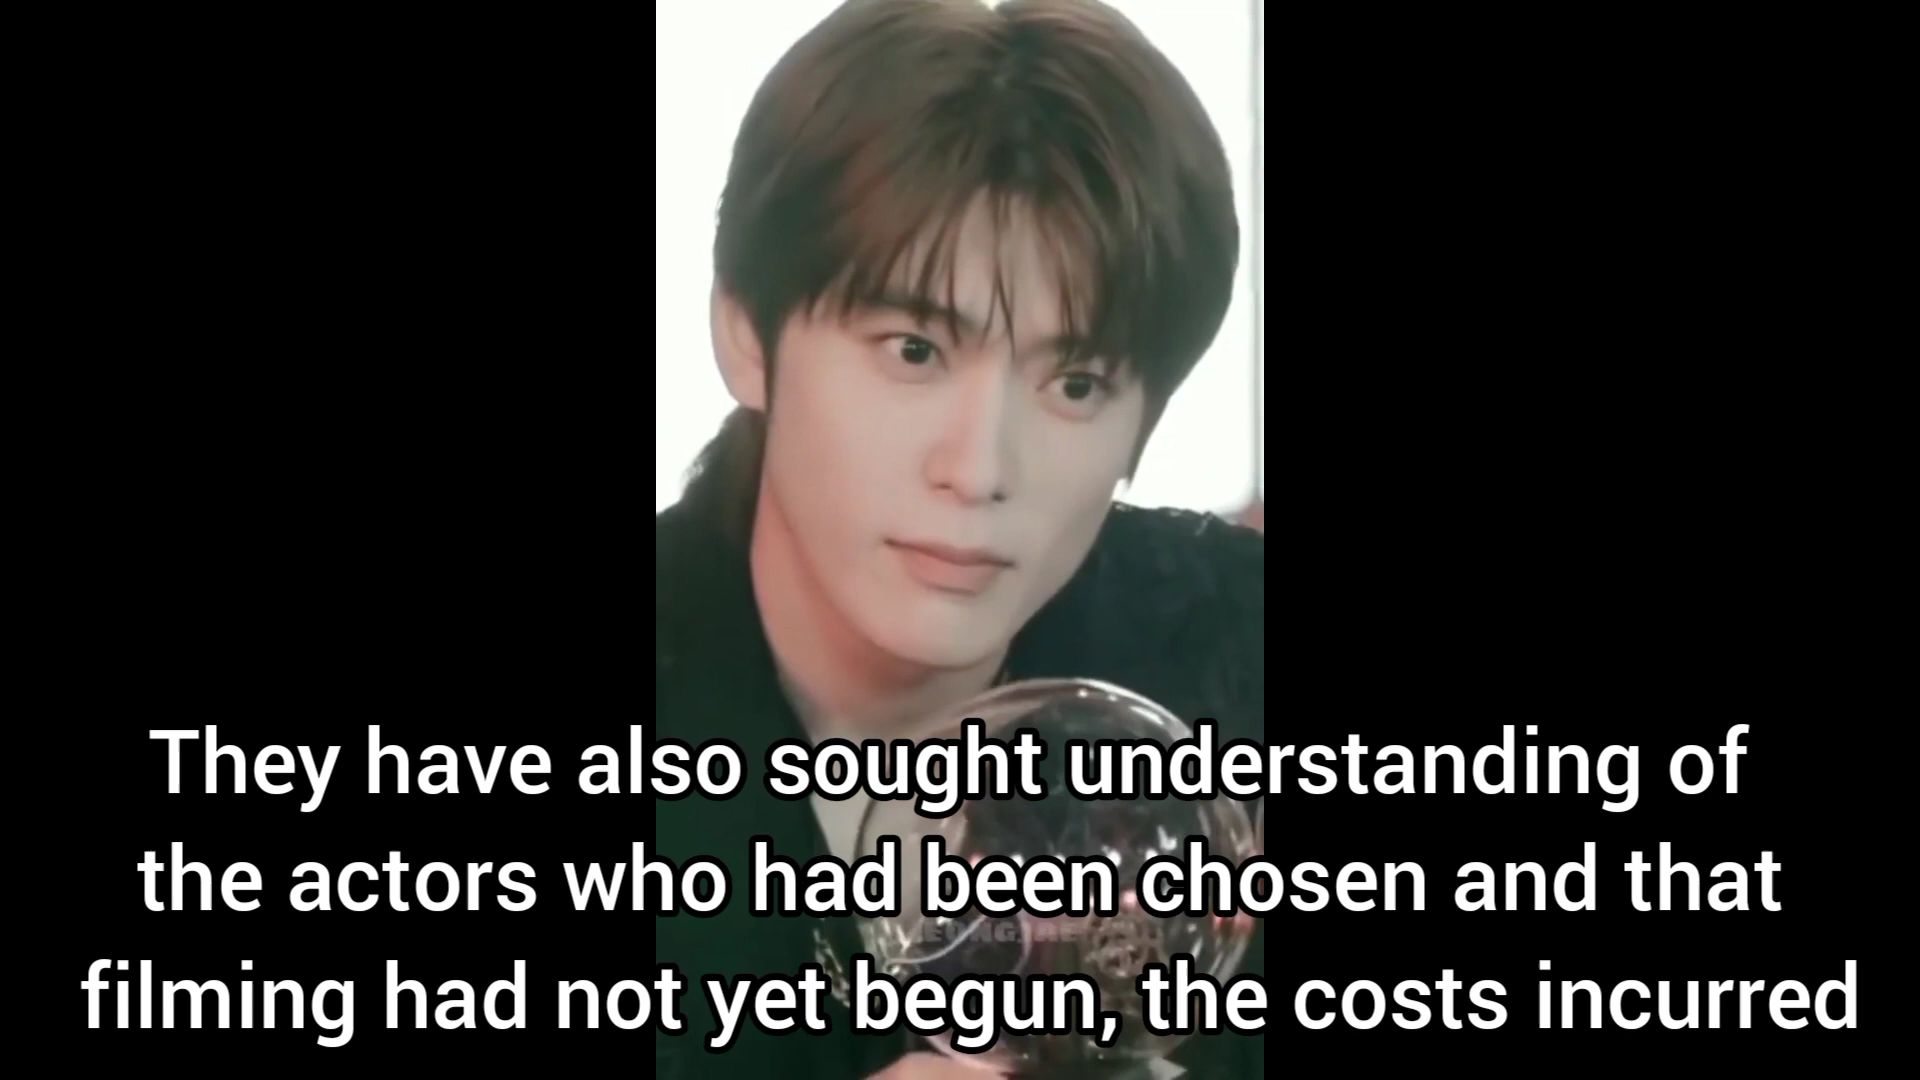 They have also sought understanding of
the actors who had been chosen and that
filming had not yet begun, the costs incurred